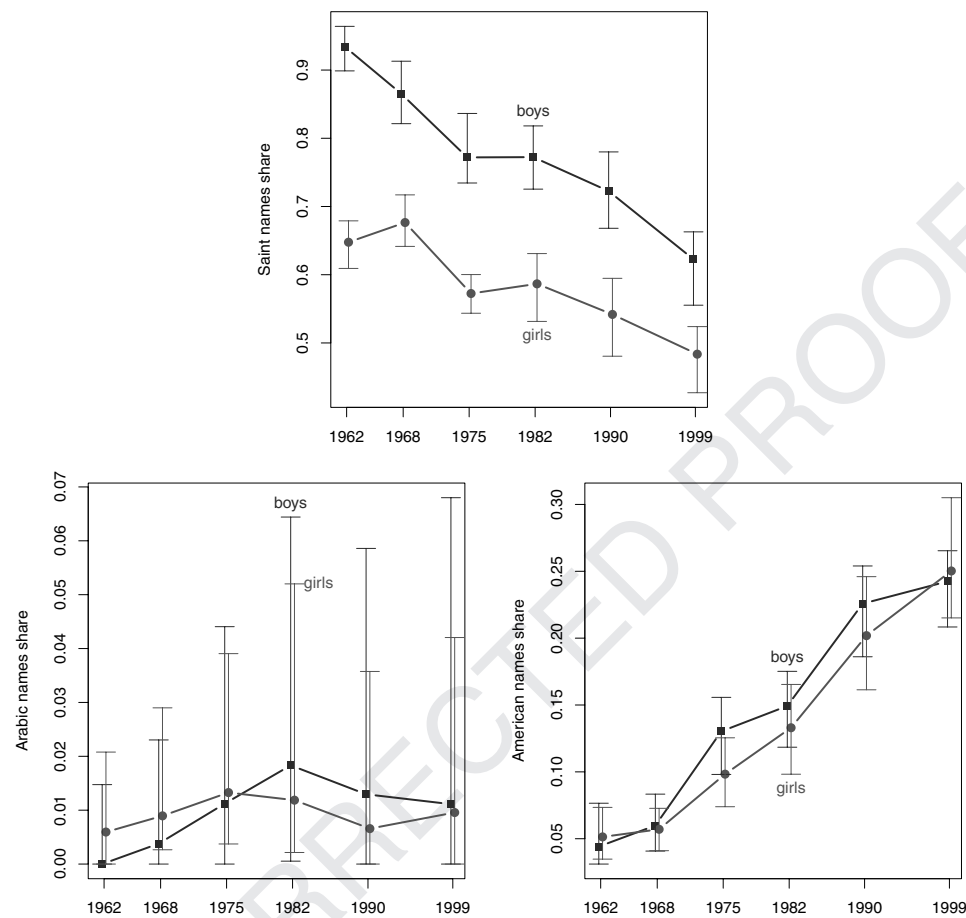 Saint names share
0.9
0.8
0.7
0.6
0.5
boys
girls
1962 1968 1975 1982 1990 1999
Arabic names share
0.07
0.06
0.05
0.04
0.03
0.02
0.01
0.00
boys
girls
1962 1968 1975 1982 1990 1999
American names share
0.30
0.25
0.20
0.15
0.10
0.05
boys
girls
1962 1968 1975 1982 1990 1999
RRECTED PROOF